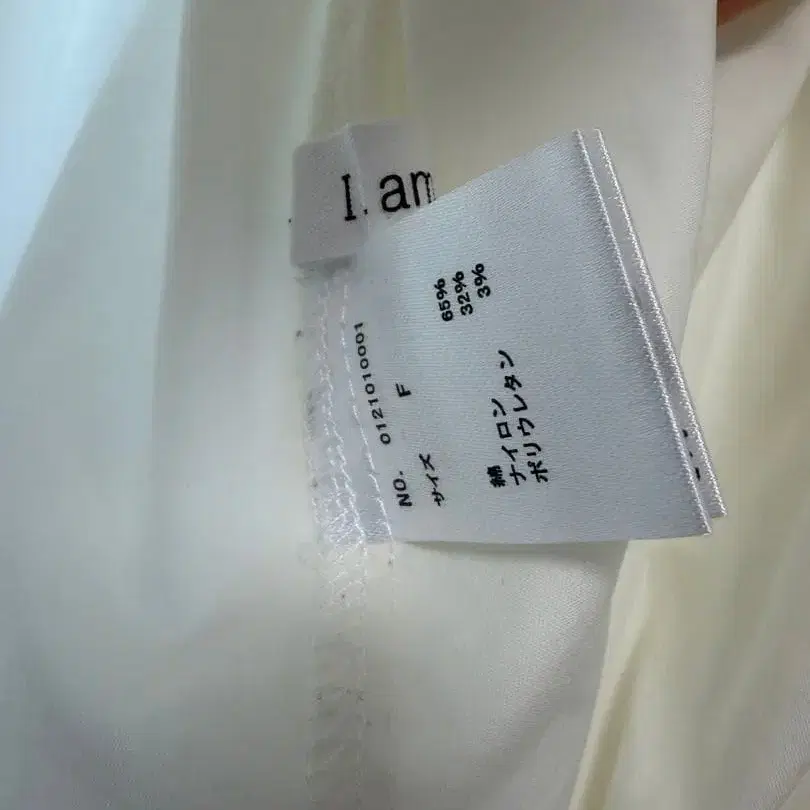 I. am
NO. 0121010001
サイズ F
綿 65%
ナイロン 32%
ポリウレタン 3%